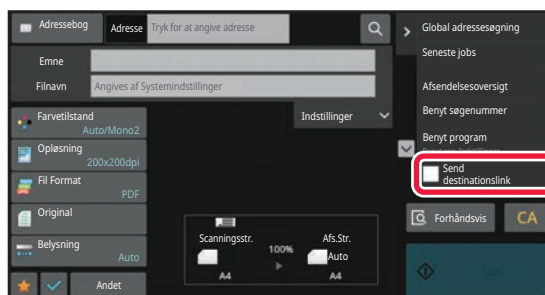 Adressebog
Adresse
Tryk for at angive adresse
Emne
Filnavn
Angives af Systemindstillinger
Indstillinger
Farvetilstand
Auto/Mono2
Opløsning
200x200dpi
Fil Format
PDF
Original
Belysning
Auto
Andet
Scanningsstr.
100%
Afs.Str.
Auto
A4
A4
Global adressesøgning
Seneste jobs
Afsendelsesoversigt
Benyt søgenummer
Benyt program
Send
destinationslink
Forhåndsvis
CA
Start